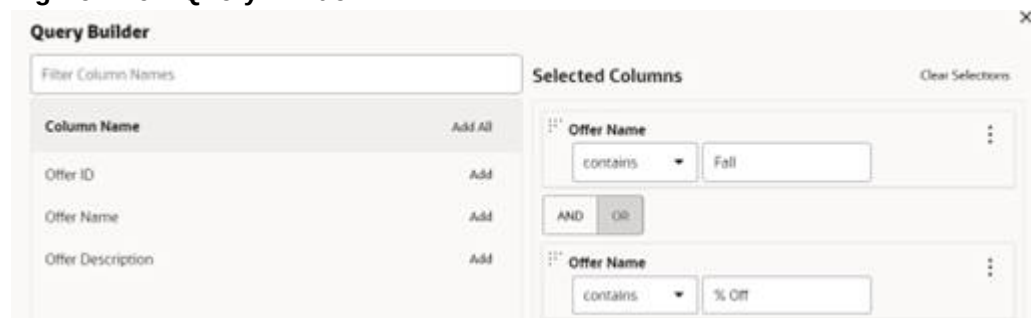 Query Builder
Filter Column Names
Selected Columns
Clear Selections
Column Name
Add All
Offer ID
Add
Offer Name
Add
Offer Description
Add
Offer Name
contains
Fall
AND
OR
Offer Name
contains
% Off